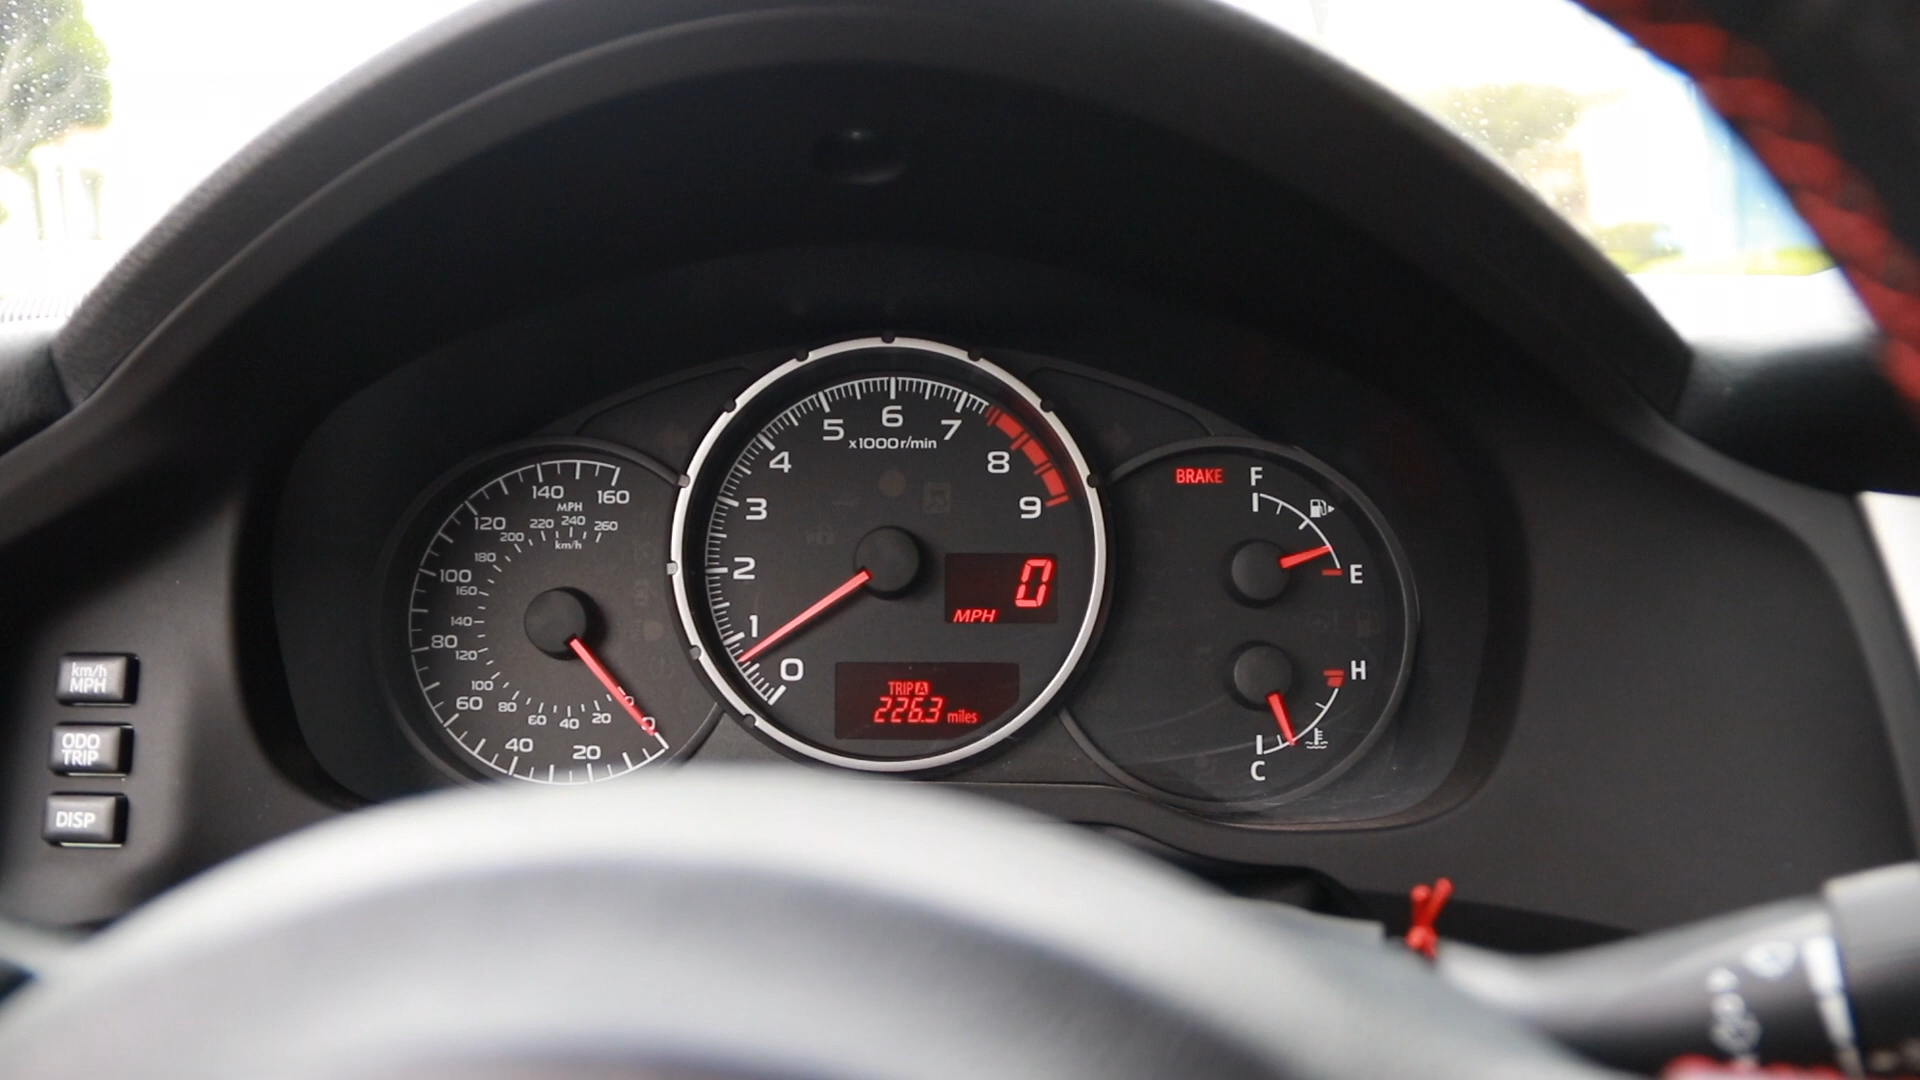 160
140
MPH
120
220 240 260
200
km/h
180
100
160
140
80
120
100
60
80 60 40 20 0
40
20
0
5 6 7
x1000r/min
4
8
3
9
2
1
0
0
MPH
TRIP A
226.3 miles
BRAKE
F
E
H
C
km/h
MPH
ODO
TRIP
DISP